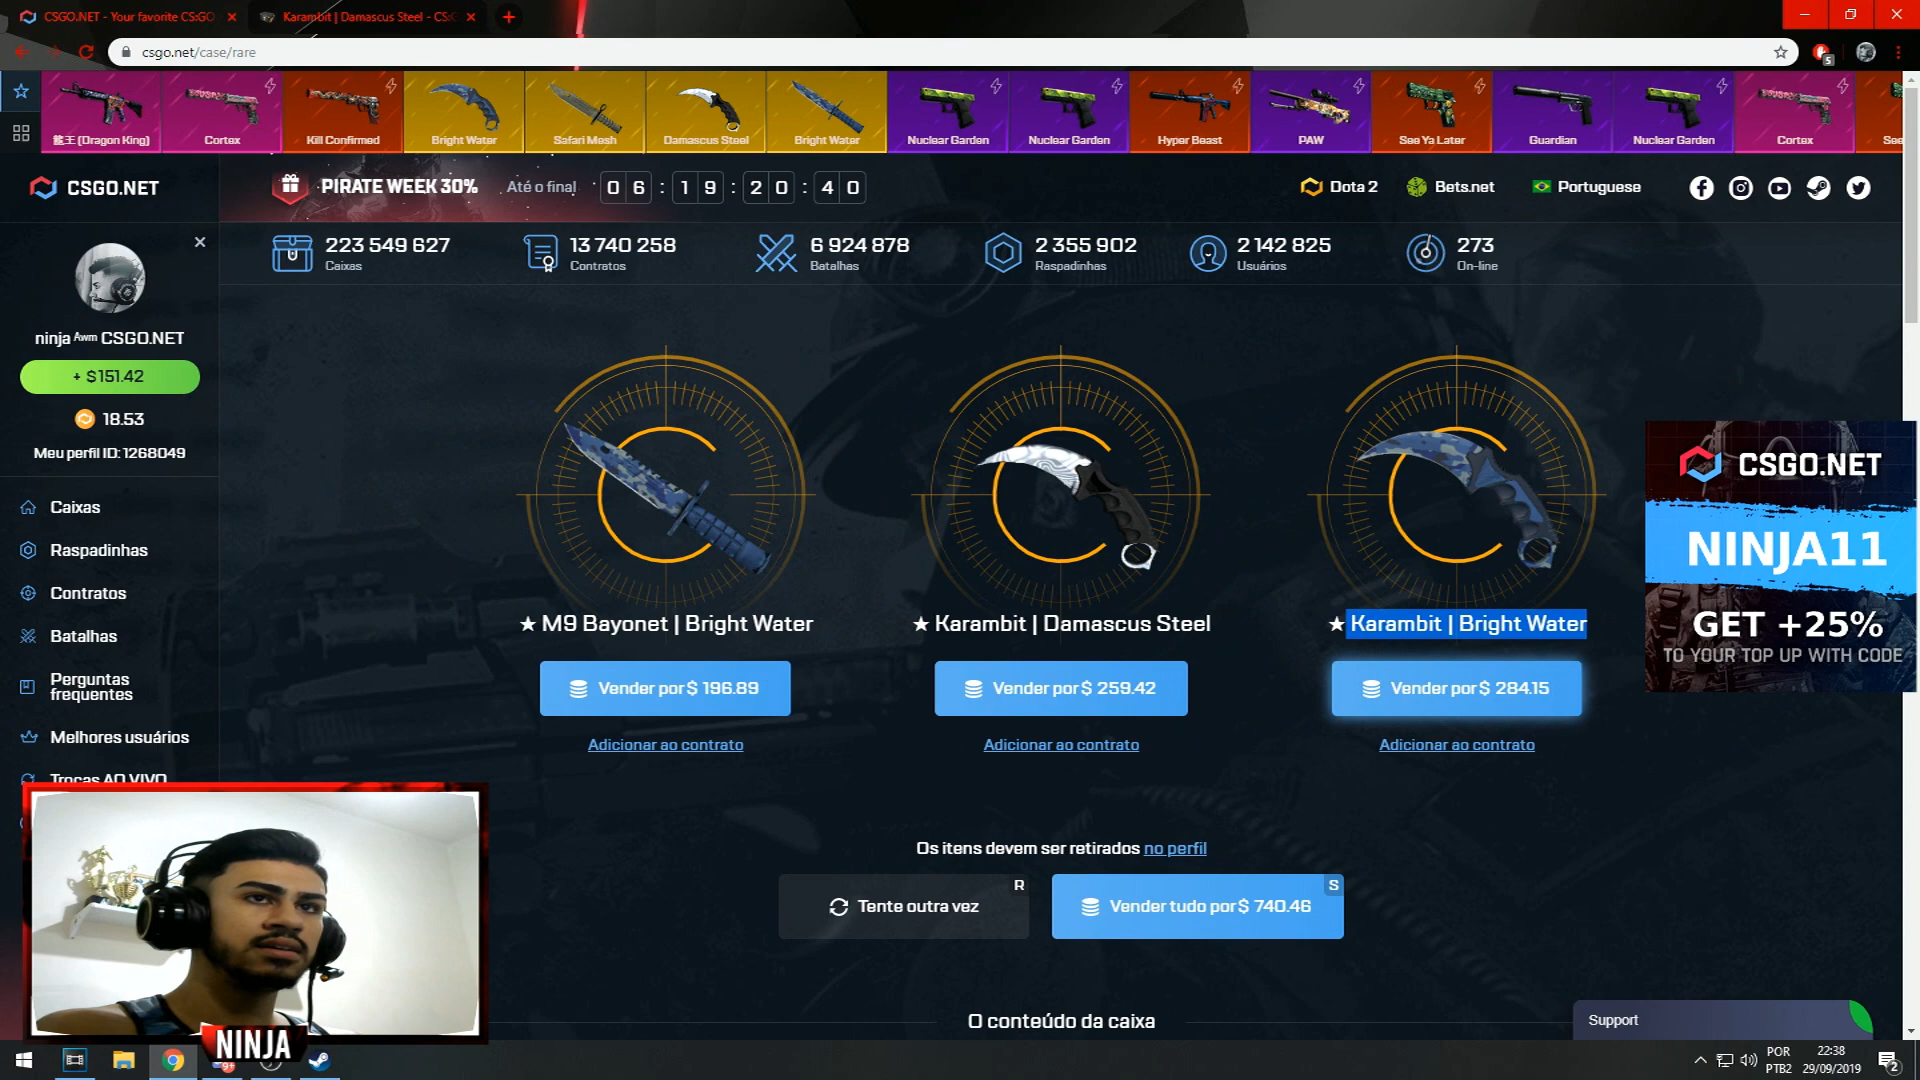 CSGO.NET - Your favorite CS:GO
Karambit | Damascus Steel - CS:G
csgo.net/case/rare
5
龍王 (Dragon King)
Cortex
Kill Confirmed
Bright Water
Safari Mesh
Damascus Steel
Bright Water
Nuclear Garden
Nuclear Garden
Hyper Beast
PAW
See Ya Later
Guardian
Nuclear Garden
Cortex
See
CSGO.NET
PIRATE WEEK 30%
Até o final
06 : 19 : 20 : 40
Dota 2
Bets.net
Portuguese
223 549 627
Caixas
13 740 258
Contratos
6 924 878
Batalhas
2 355 902
Raspadinhas
2 142 825
Usuários
273
On-line
ninja Awm CSGO.NET
+ $151.42
18.53
Meu perfil ID: 1268049
Caixas
Raspadinhas
Contratos
Batalhas
Perguntas
frequentes
Melhores usuários
Trocas AO VIVO
★ M9 Bayonet | Bright Water
★ Karambit | Damascus Steel
★ Karambit | Bright Water
Vender por $ 196.89
Vender por $ 259.42
Vender por $ 284.15
Adicionar ao contrato
Adicionar ao contrato
Adicionar ao contrato
CSGO.NET
NINJA11
GET +25%
TO YOUR TOP UP WITH CODE
Os itens devem ser retirados no perfil
Tente outra vez
R
Vender tudo por $ 740.46
S
O conteúdo da caixa
Support
NINJA
9+
POR
PTB2
22:38
29/09/2019
2